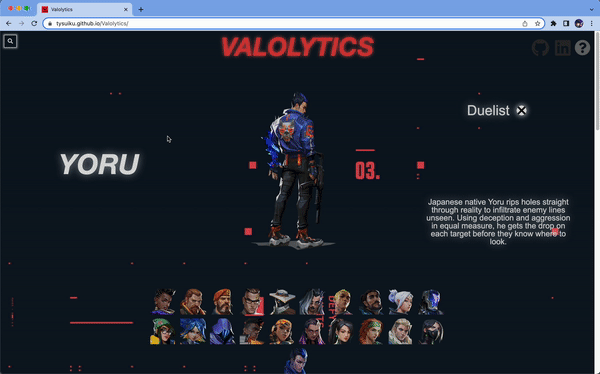 Valolytics
tysuiku.github.io/Valolytics/
VALOLYTICS
Duelist
YORU
03.
Japanese native Yoru rips holes straight
through reality to infiltrate enemy lines
unseen. Using deception and aggression
in equal measure, he gets the drop on
each target before they know where to
look.